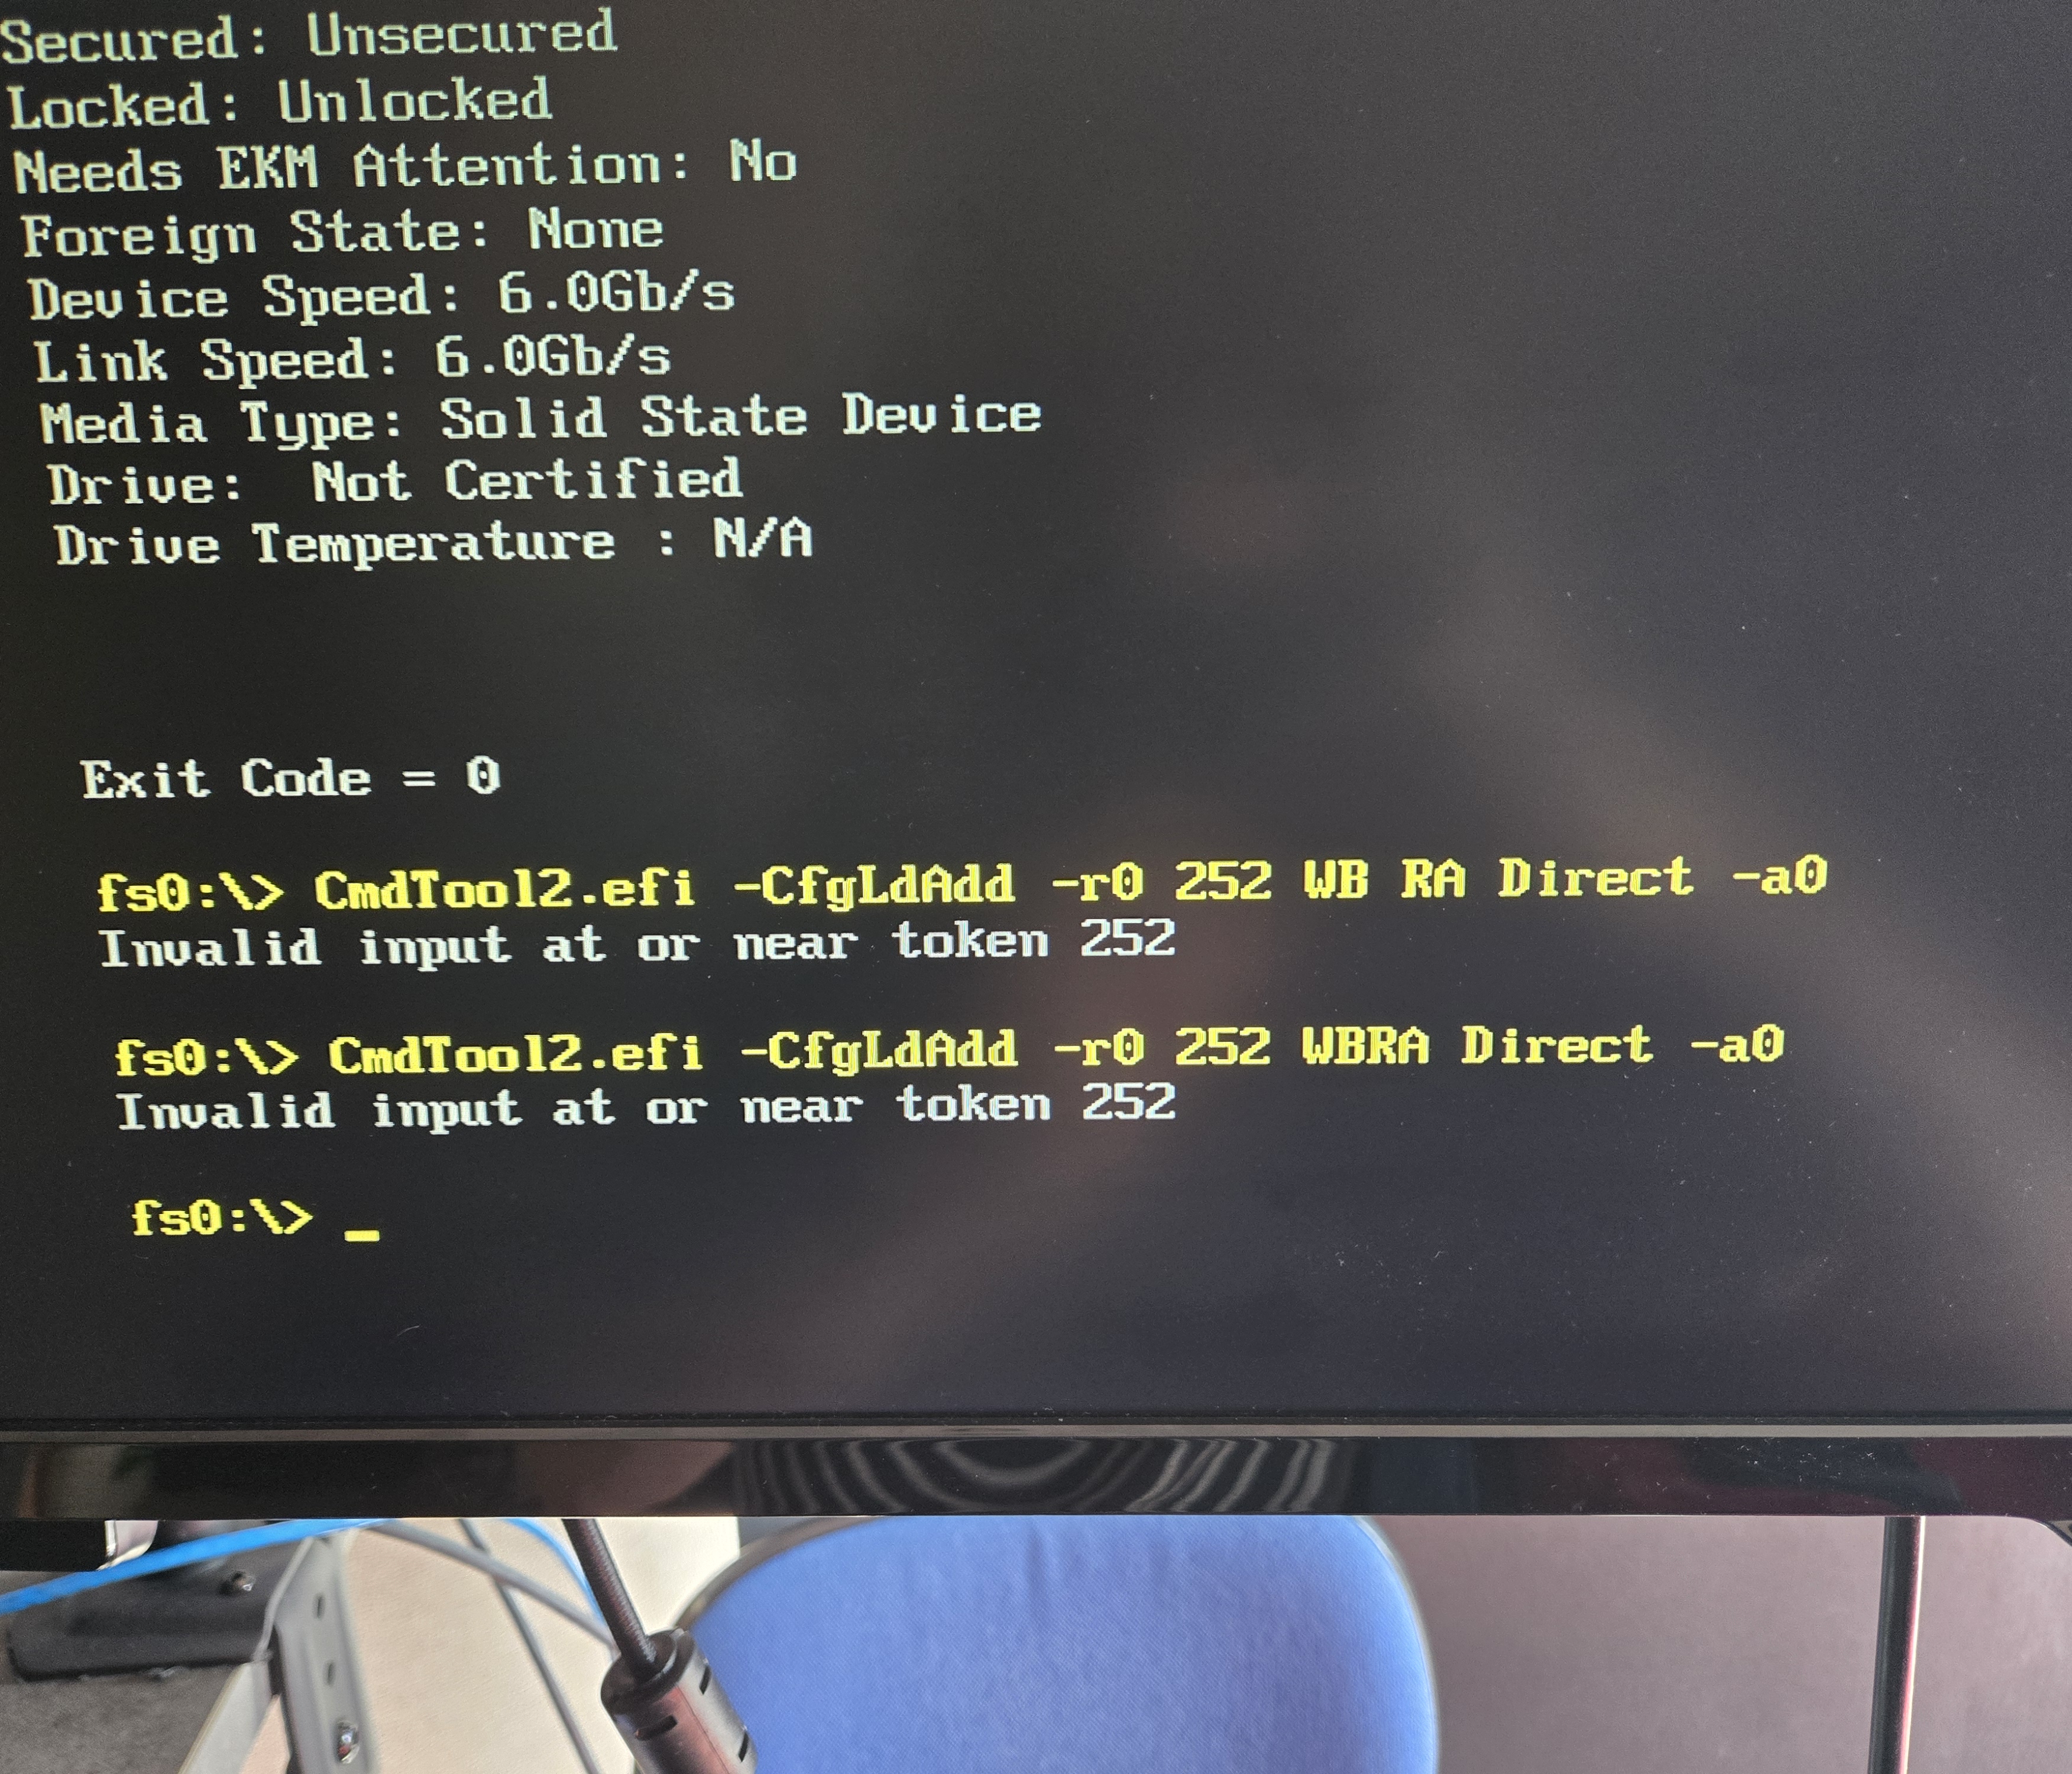 Secured: Unsecured
Locked: Unlocked
Needs EKM Attention: No
Foreign State: None
Device Speed: 6.0Gb/s
Link Speed: 6.0Gb/s
Media Type: Solid State Device
Drive:  Not Certified
Drive Temperature : N/A
Exit Code = 0
fs0:\> CmdTool2.efi -CfgLdAdd -r0 252 WB RA Direct -a0
Invalid input at or near token 252
fs0:\> CmdTool2.efi -CfgLdAdd -r0 252 WBRA Direct -a0
Invalid input at or near token 252
fs0:\> _